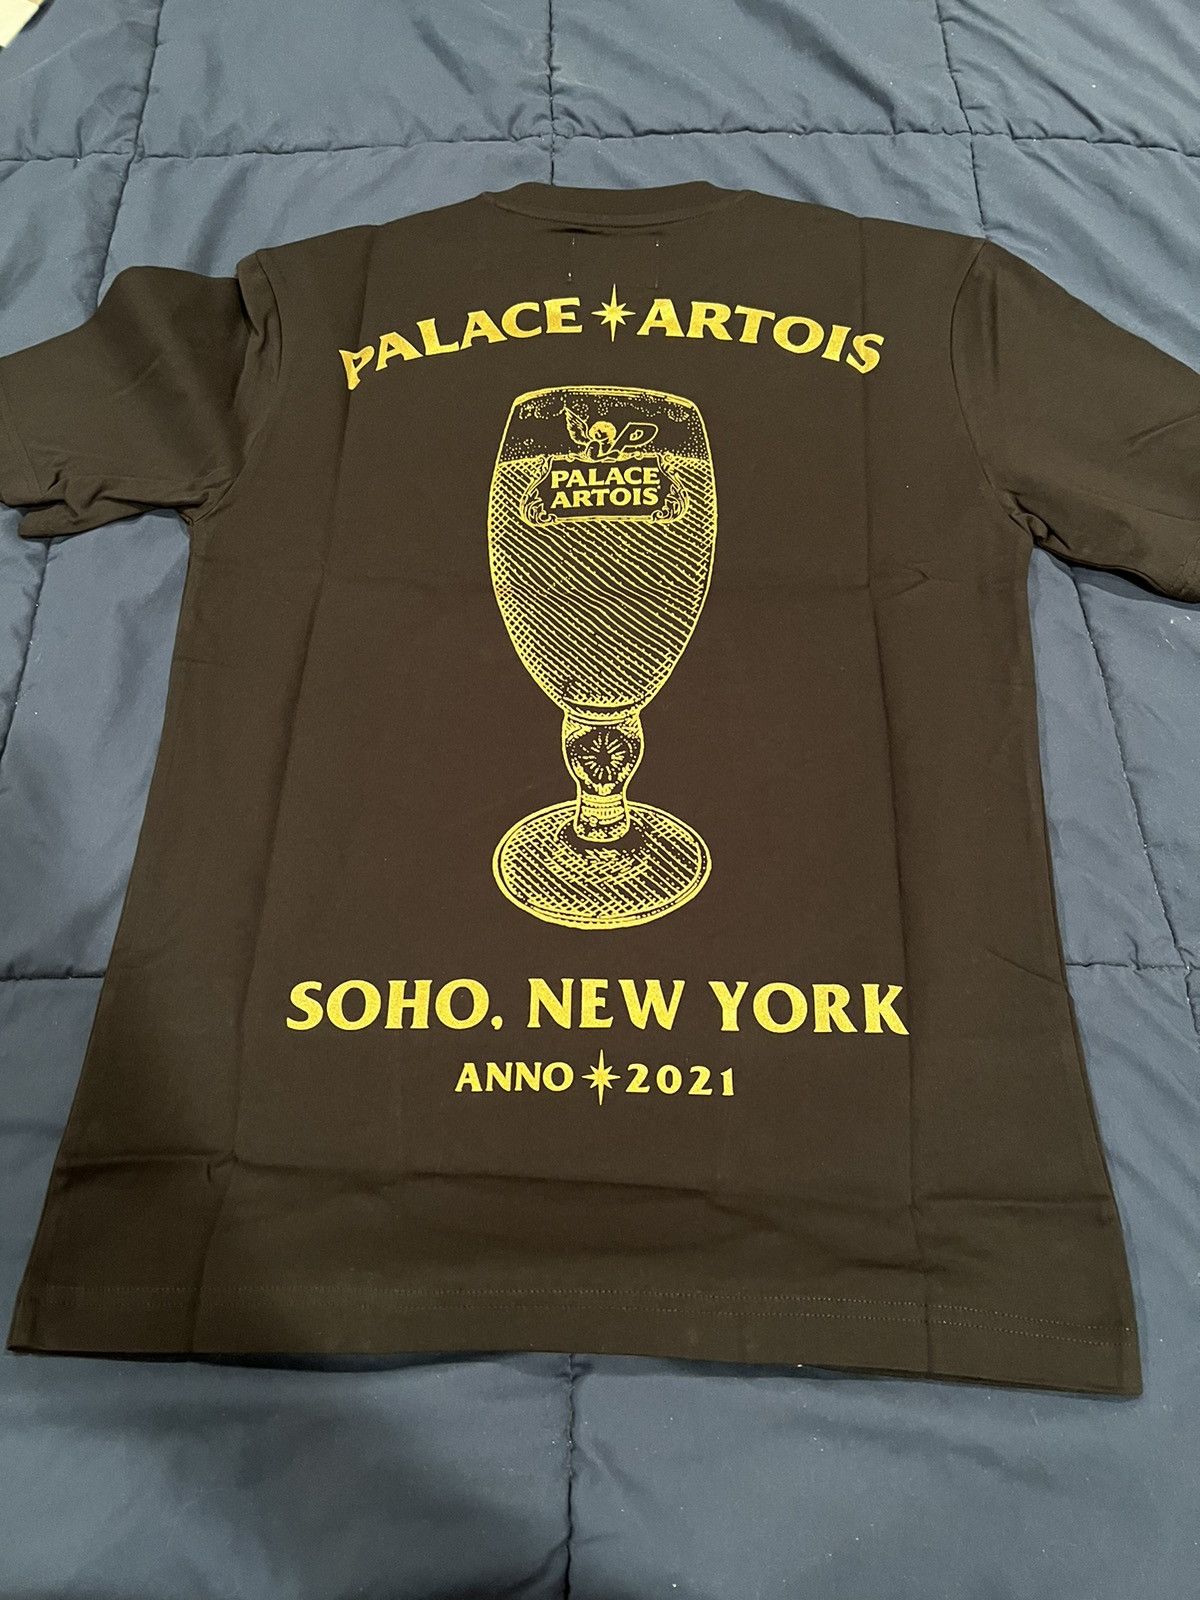 PALACE ARTOIS
P
PALACE
ARTOIS
SOHO, NEW YORK
ANNO 2021